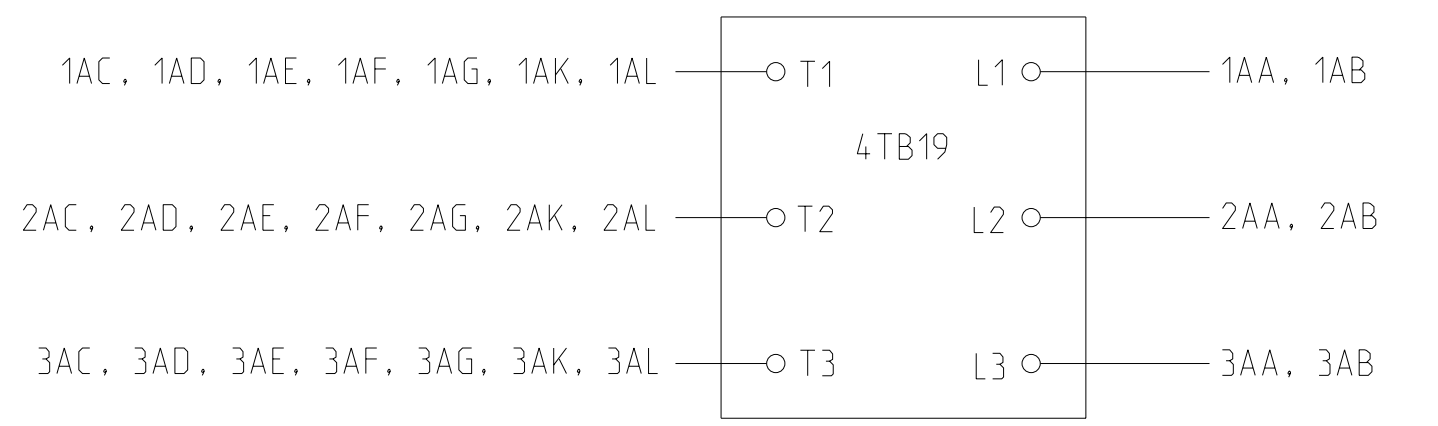 1AC, 1AD, 1AE, 1AF, 1AG, 1AK, 1AL T1 L1 1AA, 1AB
4TB19
2AC, 2AD, 2AE, 2AF, 2AG, 2AK, 2AL T2 L2 2AA, 2AB
3AC, 3AD, 3AE, 3AF, 3AG, 3AK, 3AL T3 L3 3AA, 3AB